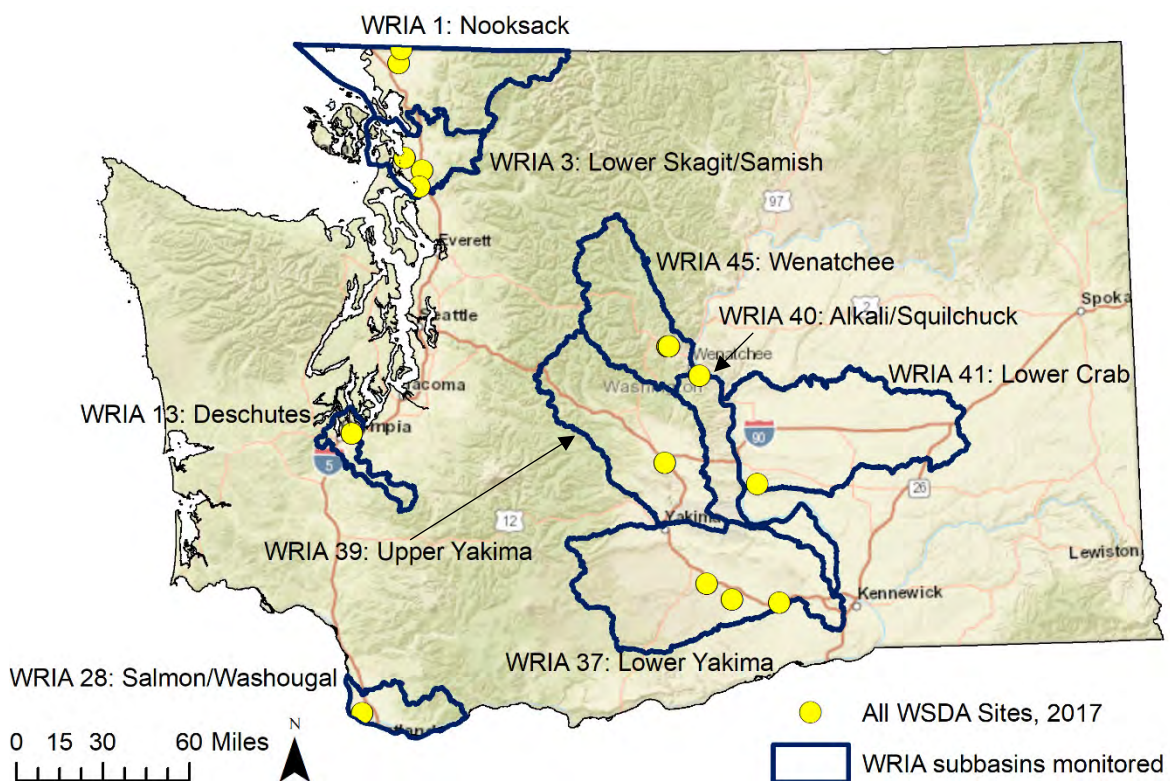 WRIA 1: Nooksack
WRIA 3: Lower Skagit/Samish
97
Everett
WRIA 45: Wenatchee
2
Spoka
WRIA 40: Alkali/Squilchuck
Seattle
Wenatchee
Washington
WRIA 41: Lower Crab
Tacoma
WRIA 13: Deschutes
mpia
90
5
26
12
Yakima
WRIA 39: Upper Yakima
Lewiston
Kennewick
WRIA 37: Lower Yakima
WRIA 28: Salmon/Washougal
All WSDA Sites, 2017
N
0 15 30 60 Miles
WRIA subbasins monitored